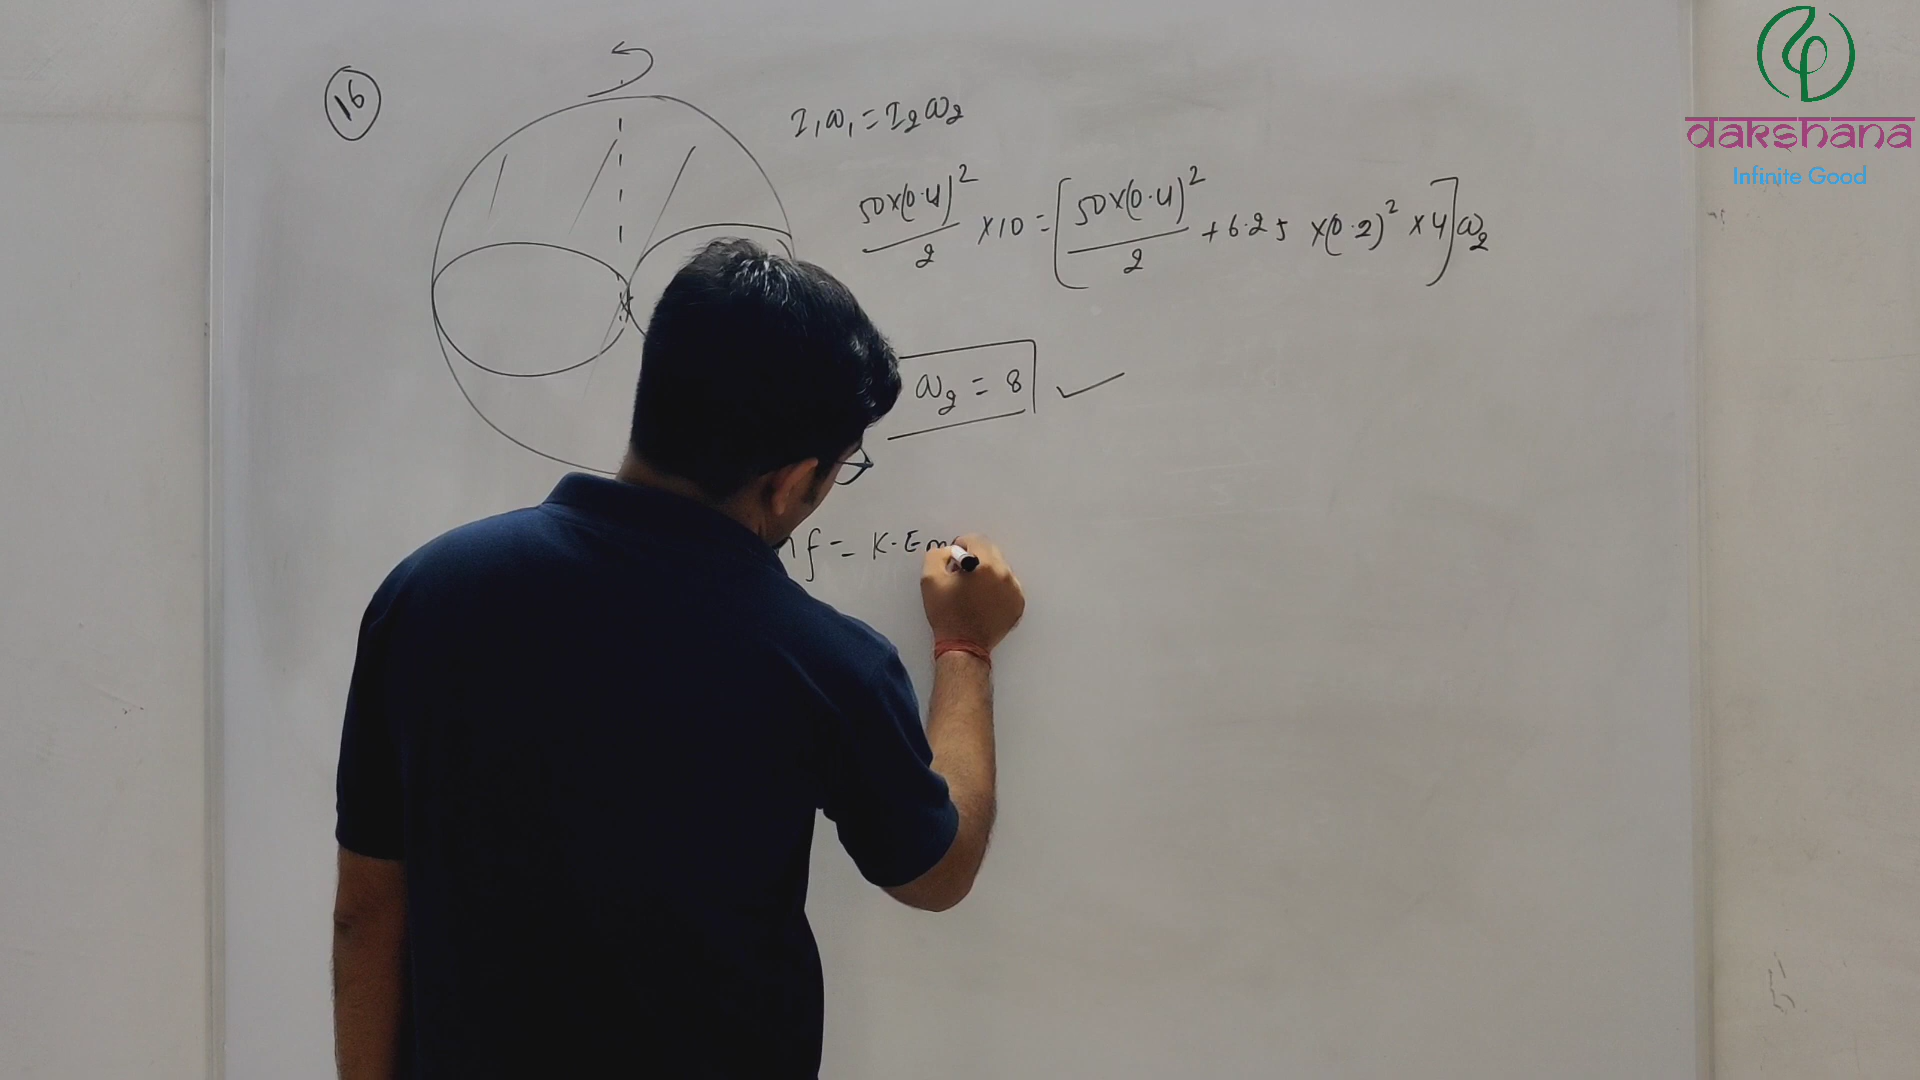 16
I₁ω₁ = I₂ω₂
50×(0.4)²/2 ×10 = [50×(0.4)²/2 + 6.25 ×(0.2)² ×4]ω₂
ω₂ = 8
f = K.E
dakshana
Infinite Good